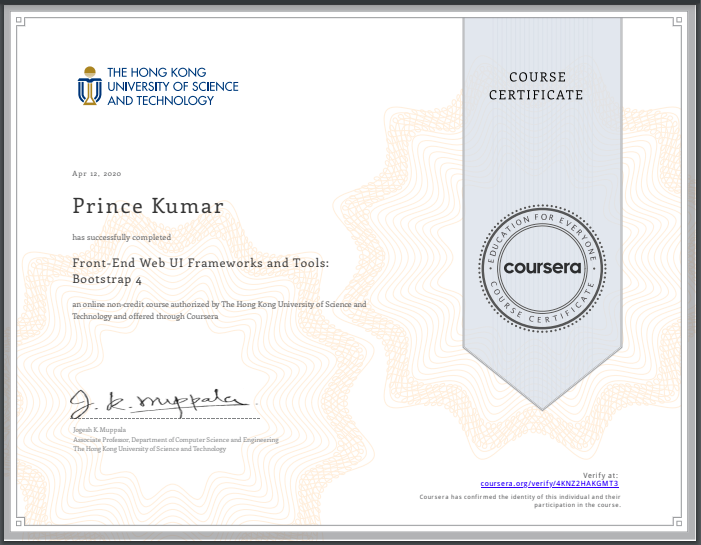 THE HONG KONG
UNIVERSITY OF SCIENCE
AND TECHNOLOGY
COURSE
CERTIFICATE
Apr 12, 2020
Prince Kumar
has successfully completed
Front-End Web UI Frameworks and Tools:
Bootstrap 4
an online non-credit course authorized by The Hong Kong University of Science and
Technology and offered through Coursera
EDUCATION FOR EVERYONE
coursera
COURSE CERTIFICATE
J. K. Muppala
Jogesh K. Muppala
Associate Professor, Department of Computer Science and Engineering
The Hong Kong University of Science and Technology
Verify at:
coursera.org/verify/4KNZ2HAKGMT3
Coursera has confirmed the identity of this individual and their
participation in the course.